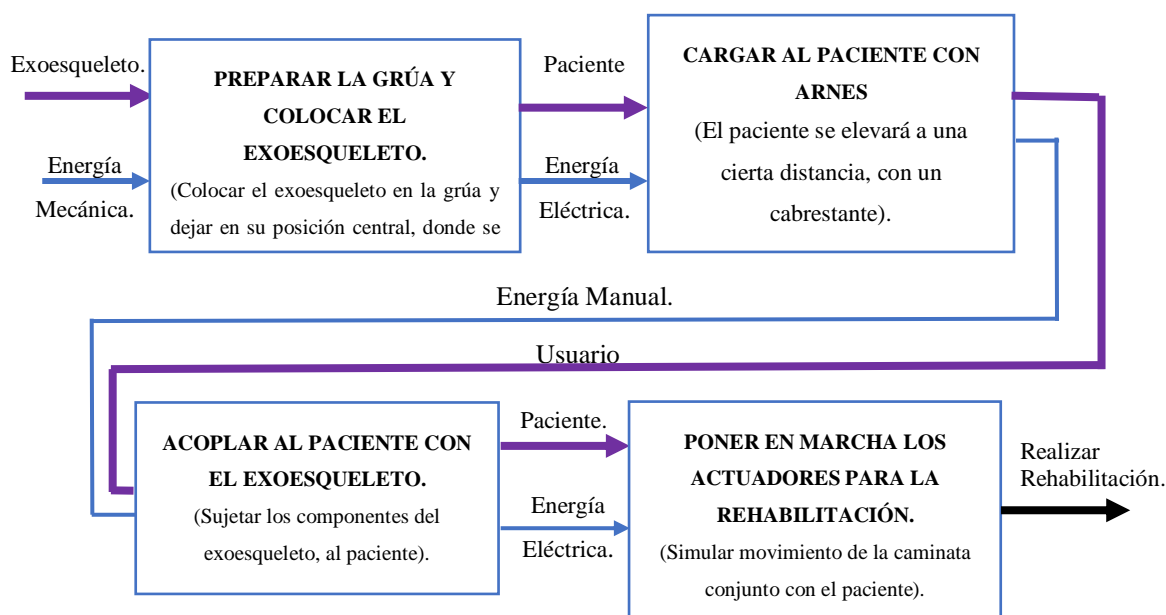 Exoesqueleto.
Energía
Mecánica.
PREPARAR LA GRÚA Y
COLOCAR EL
EXOESQUELETO.
(Colocar el exoesqueleto en la grúa y
dejar en su posición central, donde se
Paciente
Energía
Eléctrica.
CARGAR AL PACIENTE CON
ARNES
(El paciente se elevará a una
cierta distancia, con un
cabrestante).
Energía Manual.
Usuario
ACOPLAR AL PACIENTE CON
EL EXOESQUELETO.
(Sujetar los componentes del
exoesqueleto, al paciente).
Paciente.
Energía
Eléctrica.
PONER EN MARCHA LOS
ACTUADORES PARA LA
REHABILITACIÓN.
(Simular movimiento de la caminata
conjunto con el paciente).
Realizar
Rehabilitación.